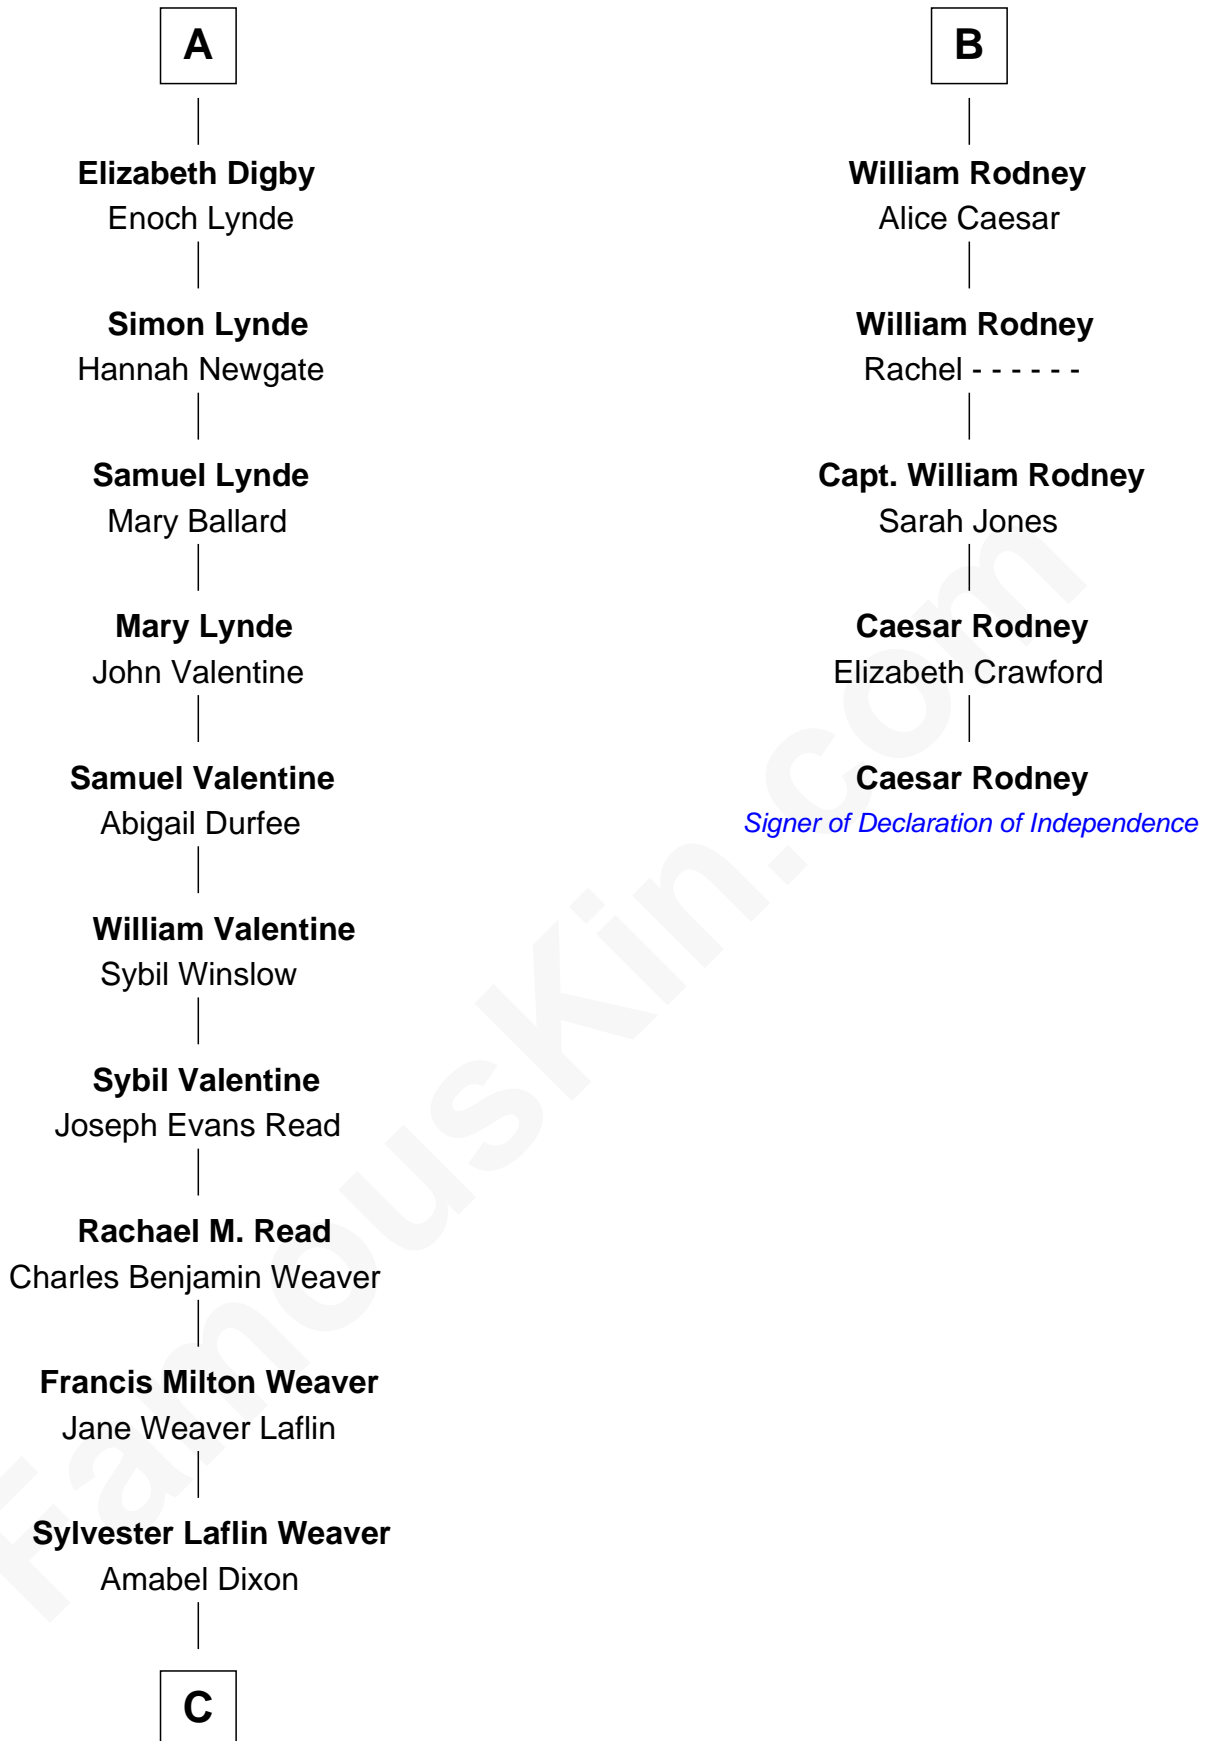 A
Elizabeth Digby
Enoch Lynde
Simon Lynde
Hannah Newgate
Samuel Lynde
Mary Ballard
Mary Lynde
John Valentine
Samuel Valentine
Abigail Durfee
William Valentine
Sybil Winslow
Sybil Valentine
Joseph Evans Read
Rachael M. Read
Charles Benjamin Weaver
Francis Milton Weaver
Jane Weaver Laflin
Sylvester Laflin Weaver
Amabel Dixon
C
B
William Rodney
Alice Caesar
William Rodney
Rachel - - - - - -
Capt. William Rodney
Sarah Jones
Caesar Rodney
Elizabeth Crawford
Caesar Rodney
Signer of Declaration of Independence
FamousKin.com